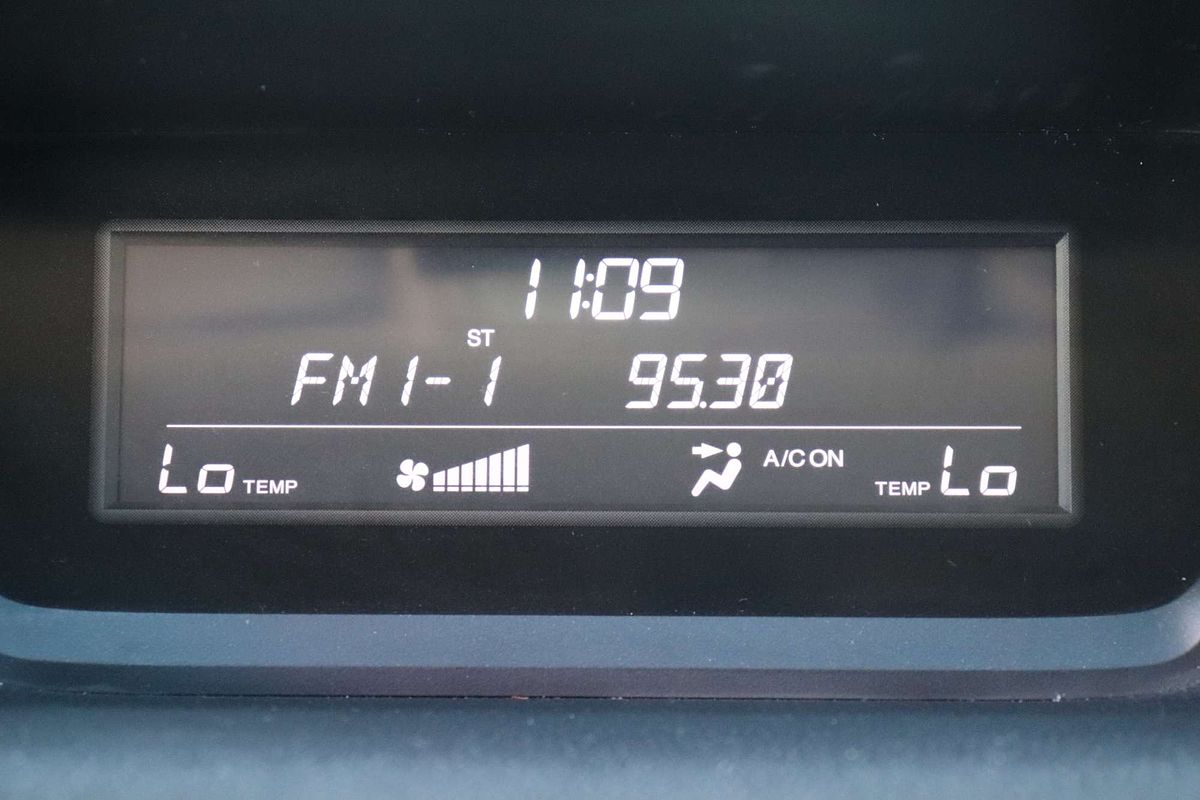 11:09
ST
FM1-1 95.30
Lo TEMP A/C ON TEMP Lo